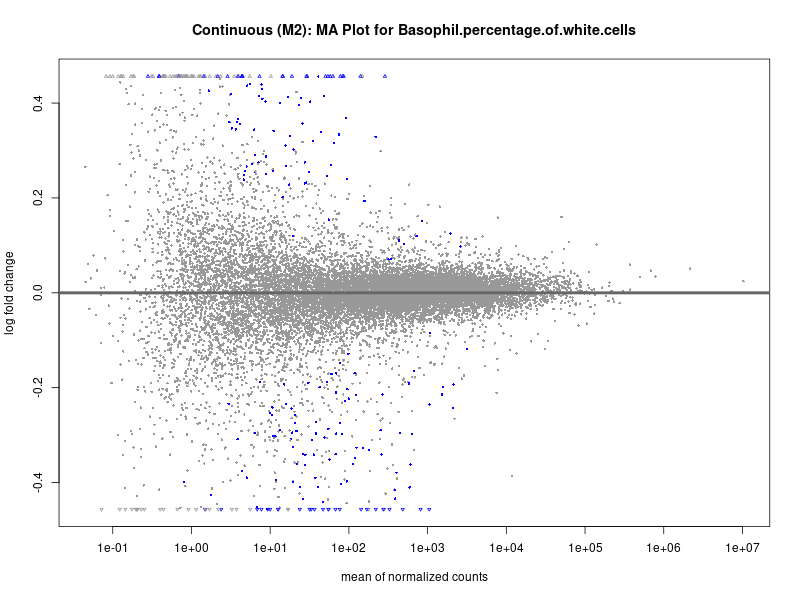 Continuous (M2): MA Plot for Basophil.percentage.of.white.cells
log fold change
0.4
0.2
0.0
-0.2
-0.4
1e-01 1e+00 1e+01 1e+02 1e+03 1e+04 1e+05 1e+06 1e+07
mean of normalized counts